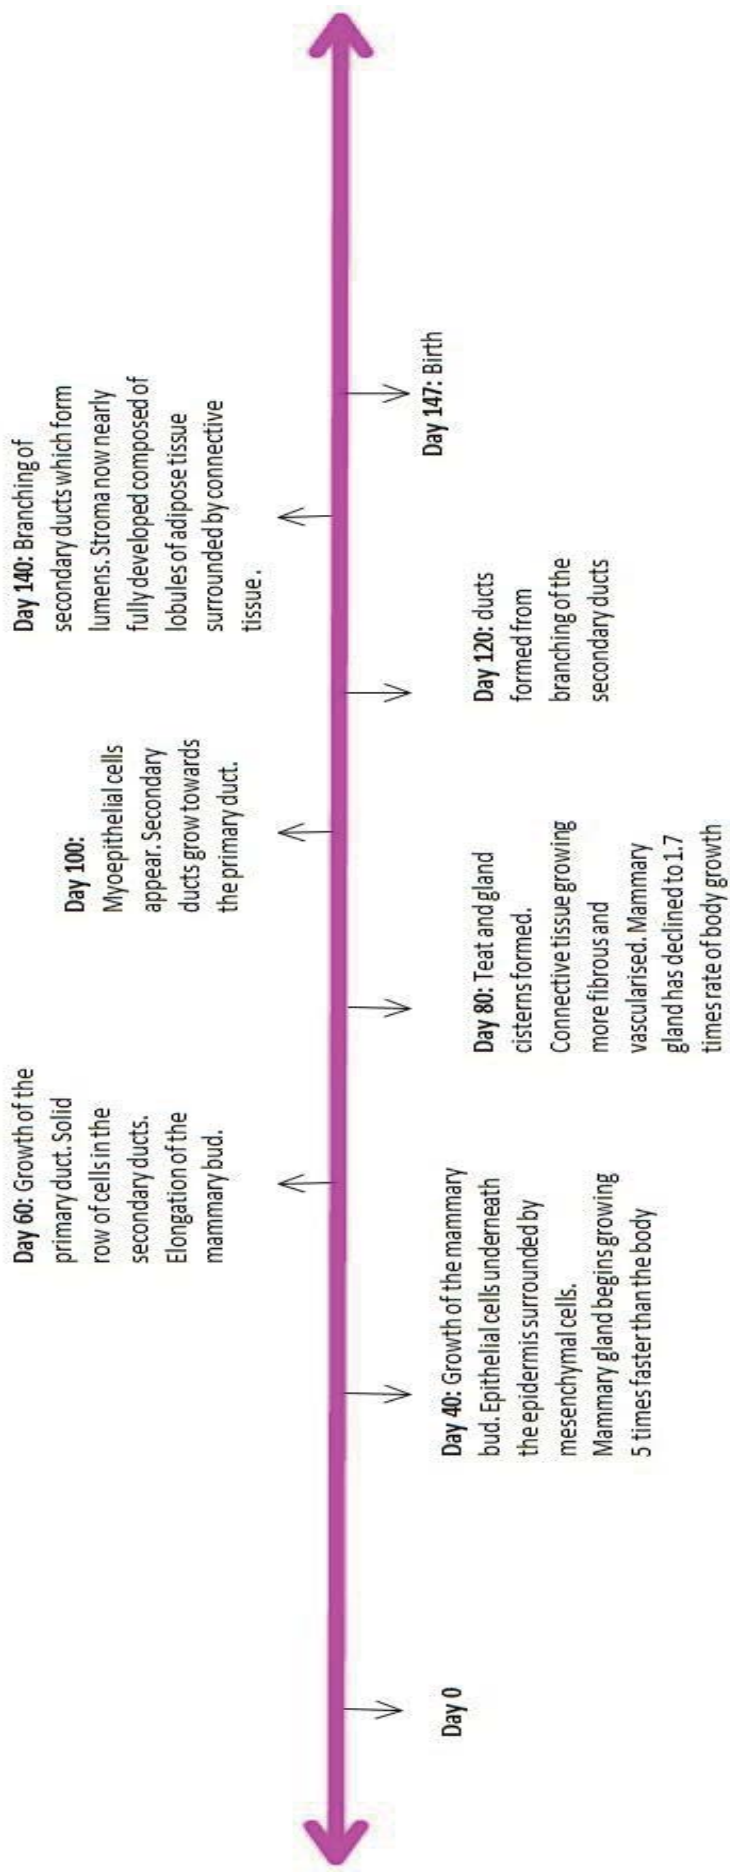 Day 0
Day 40: Growth of the mammary
bud. Epithelial cells underneath
the epidermis surrounded by
mesenchymal cells.
Mammary gland begins growing
5 times faster than the body
Day 60: Growth of the
primary duct. Solid
row of cells in the
secondary ducts.
Elongation of the
mammary bud.
Day 80: Teat and gland
cisterns formed.
Connective tissue growing
more fibrous and
vascularised. Mammary
gland has declined to 1.7
times rate of body growth
Day 100:
Myoepithelial cells
appear. Secondary
ducts grow towards
the primary duct.
Day 120: ducts
formed from
branching of the
secondary ducts
Day 140: Branching of
secondary ducts which form
lumens. Stroma now nearly
fully developed composed of
lobules of adipose tissue
surrounded by connective
tissue.
Day 147: Birth